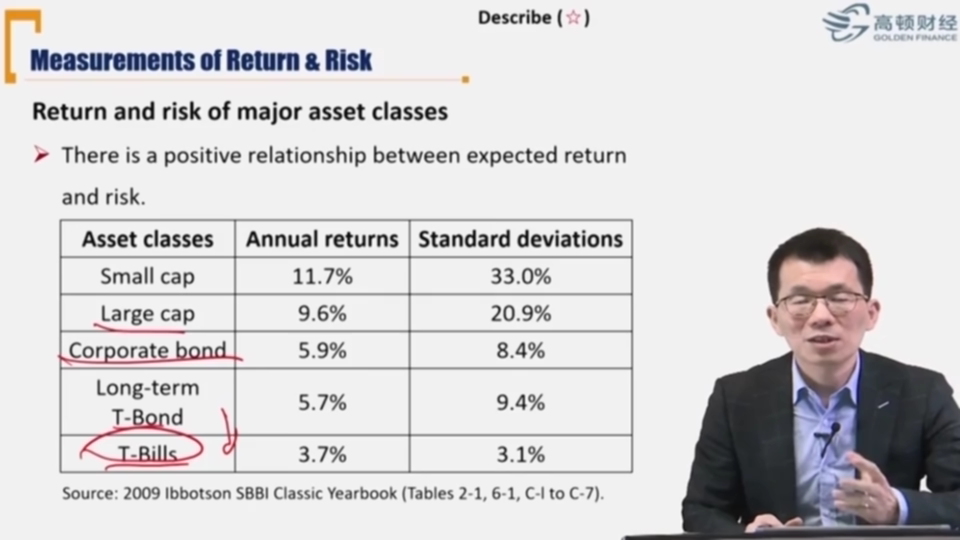 Describe (☆)
高顿财经
GOLDEN FINANCE
Measurements of Return & Risk
Return and risk of major asset classes
There is a positive relationship between expected return
and risk.
Asset classes Annual returns Standard deviations
Small cap 11.7% 33.0%
Large cap 9.6% 20.9%
Corporate bond 5.9% 8.4%
Long-term
T-Bond 5.7% 9.4%
T-Bills 3.7% 3.1%
Source: 2009 Ibbotson SBBI Classic Yearbook (Tables 2-1, 6-1, C-l to C-7).